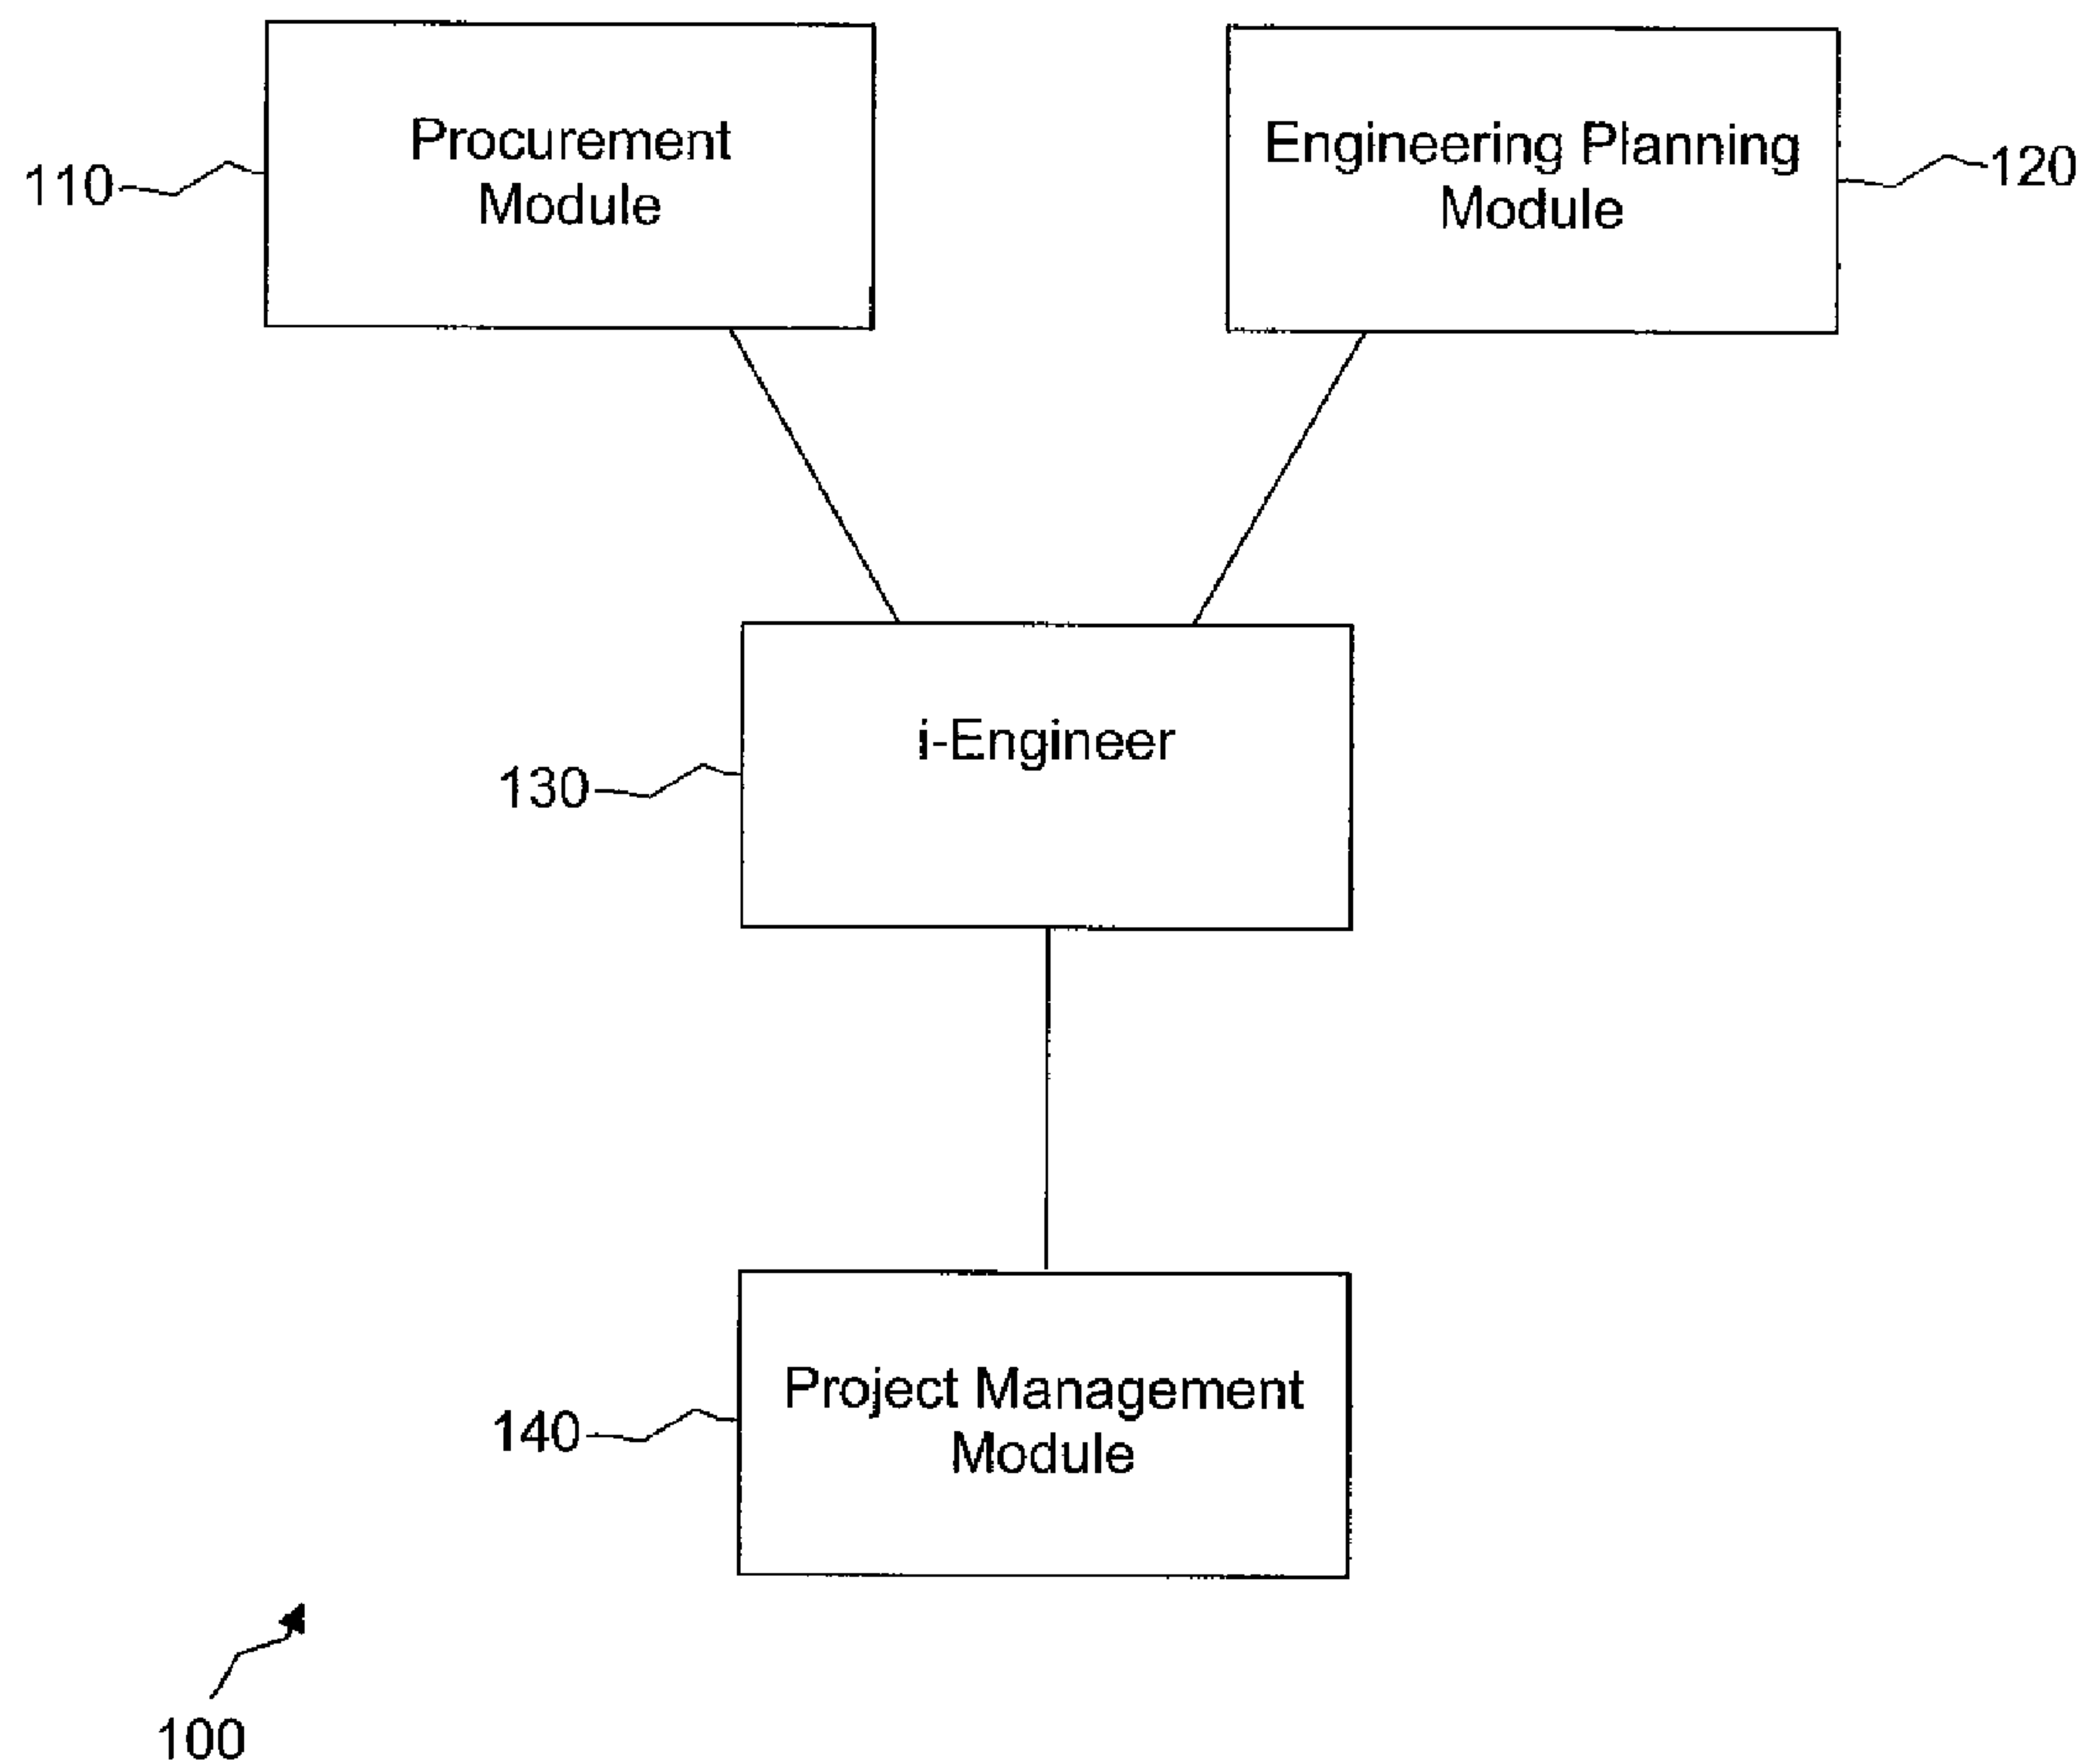 Procurement
Module
110
Engineering Planning
Module
120
i-Engineer
130
Project Management
Module
140
100